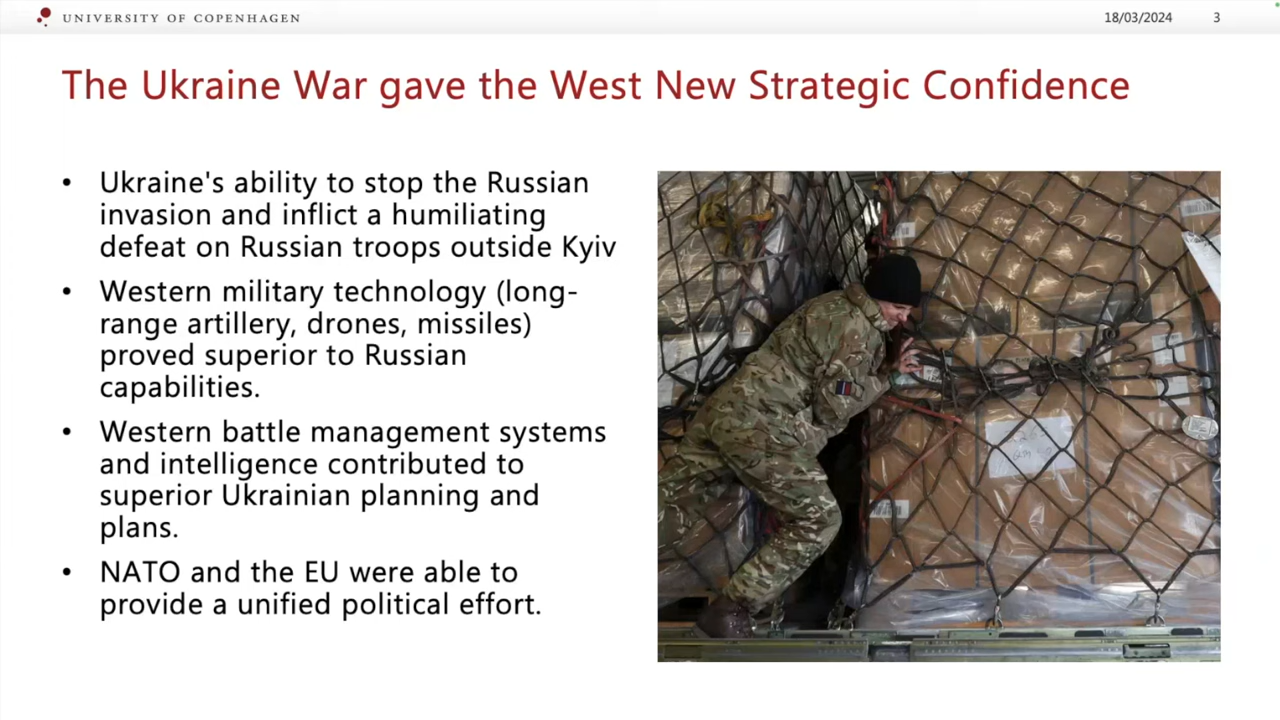 UNIVERSITY OF COPENHAGEN
18/03/2024 3
The Ukraine War gave the West New Strategic Confidence
• Ukraine's ability to stop the Russian
invasion and inflict a humiliating
defeat on Russian troops outside Kyiv
• Western military technology (long-
range artillery, drones, missiles)
proved superior to Russian
capabilities.
• Western battle management systems
and intelligence contributed to
superior Ukrainian planning and
plans.
• NATO and the EU were able to
provide a unified political effort.